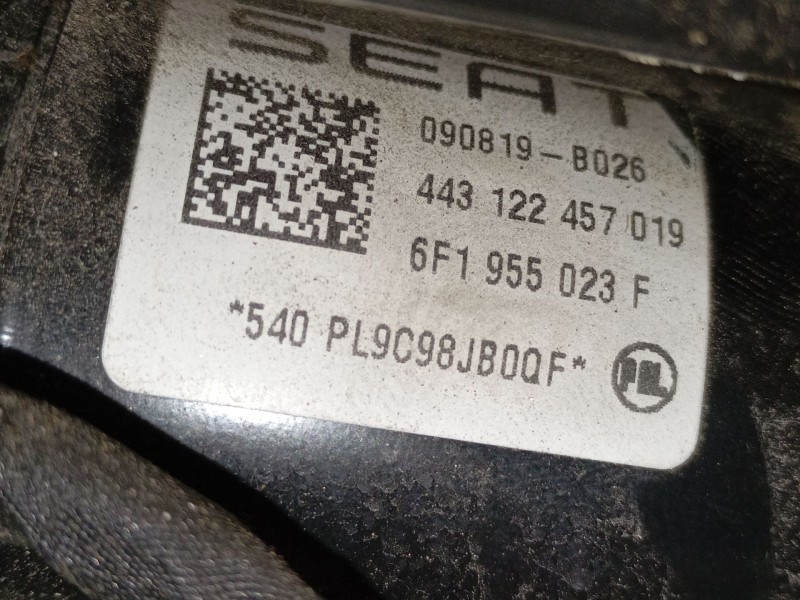 SEAT
090819-B026
443 122 457 019
6F1 955 023 F
*540 PL9C98JB0QF*